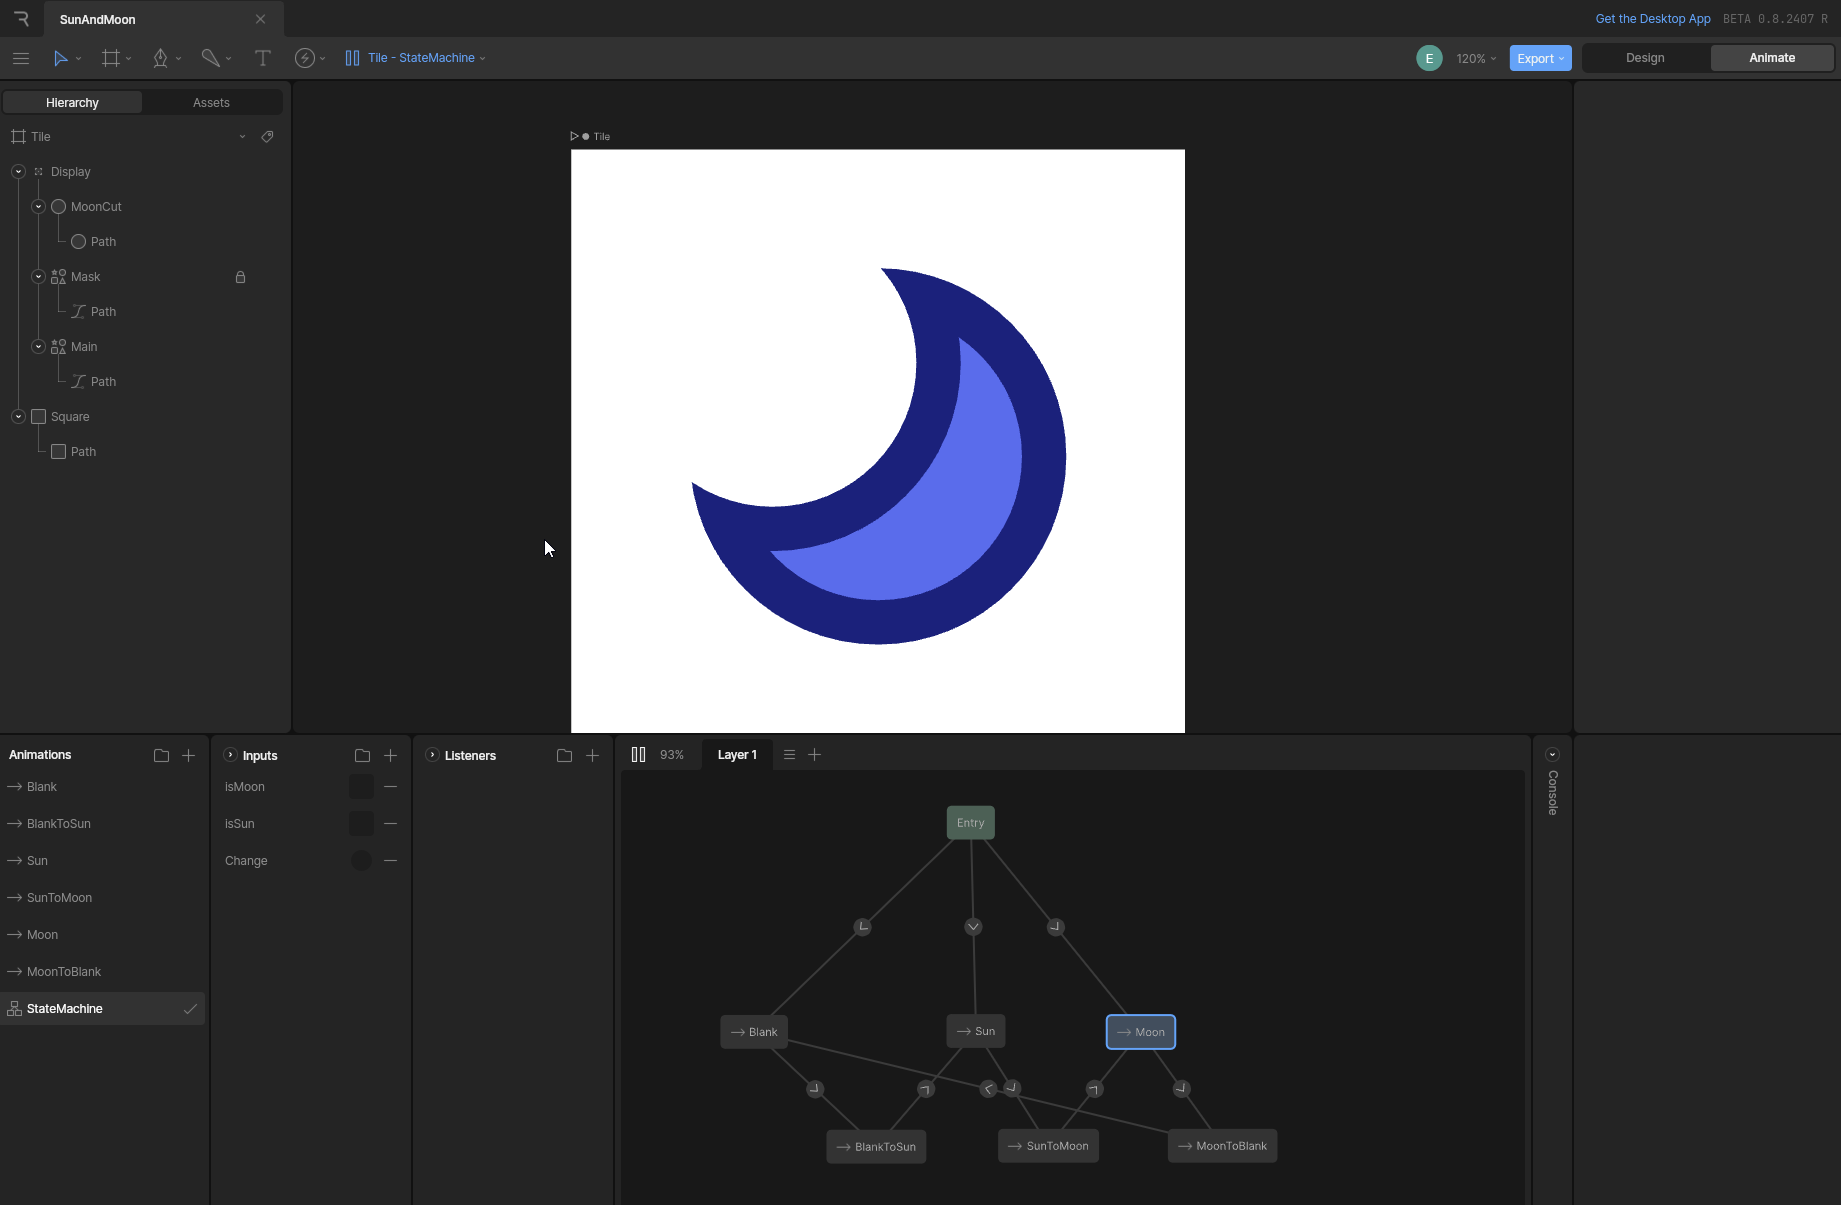 SunAndMoon
Get the Desktop App BETA 0.8.2407 R
Tile - StateMachine
E 120% Export Design Animate
Hierarchy Assets
Tile
Display
MoonCut
Path
Mask
Path
Main
Path
Square
Path
Tile
Animations
Blank
BlankToSun
Sun
SunToMoon
Moon
MoonToBlank
StateMachine
Inputs
isMoon
isSun
Change
Listeners
93% Layer 1
Entry
Blank Sun Moon
BlankToSun SunToMoon MoonToBlank
Console